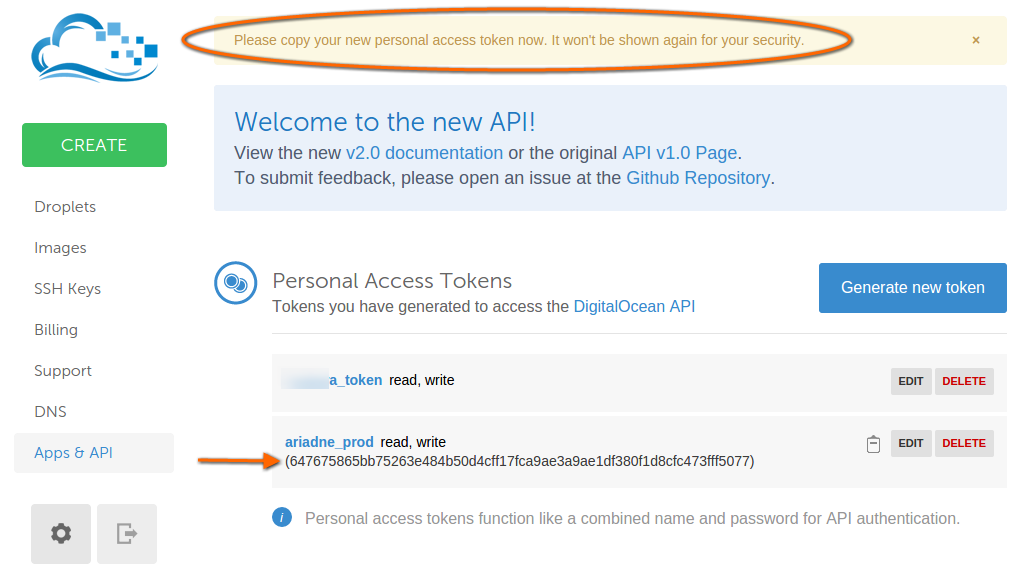 Please copy your new personal access token now. It won't be shown again for your security. ×
CREATE
Droplets
Images
SSH Keys
Billing
Support
DNS
Apps & API
Welcome to the new API!
View the new v2.0 documentation or the original API v1.0 Page.
To submit feedback, please open an issue at the Github Repository.
Personal Access Tokens
Tokens you have generated to access the DigitalOcean API
Generate new token
a_token read, write
EDIT DELETE
ariadne_prod read, write
(647675865bb75263e484b50d4cff17fca9ae3a9ae1df380f1d8cfc473fff5077)
EDIT DELETE
i Personal access tokens function like a combined name and password for API authentication.